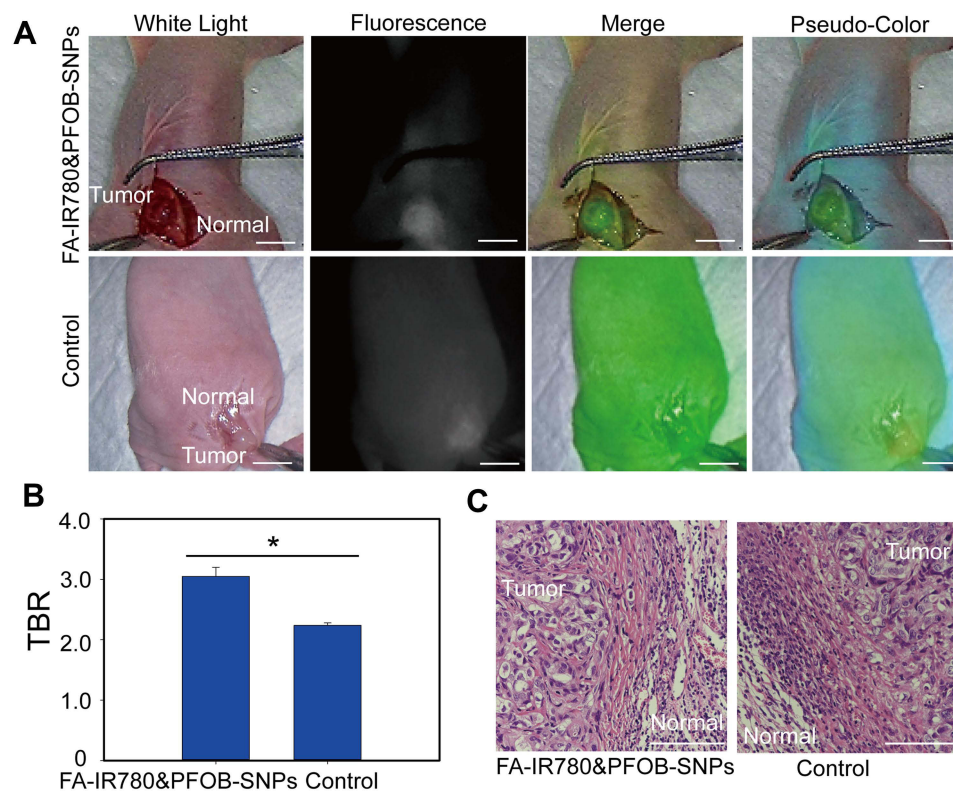 A
White Light
Fluorescence
Merge
Pseudo-Color
FA-IR780&PFOB-SNPs
Tumor
Normal
Control
Normal
Tumor
B
4.0
3.0
2.0
1.0
0
TBR
*
FA-IR780&PFOB-SNPs Control
C
Tumor
Normal
FA-IR780&PFOB-SNPs
Tumor
Normal
Control